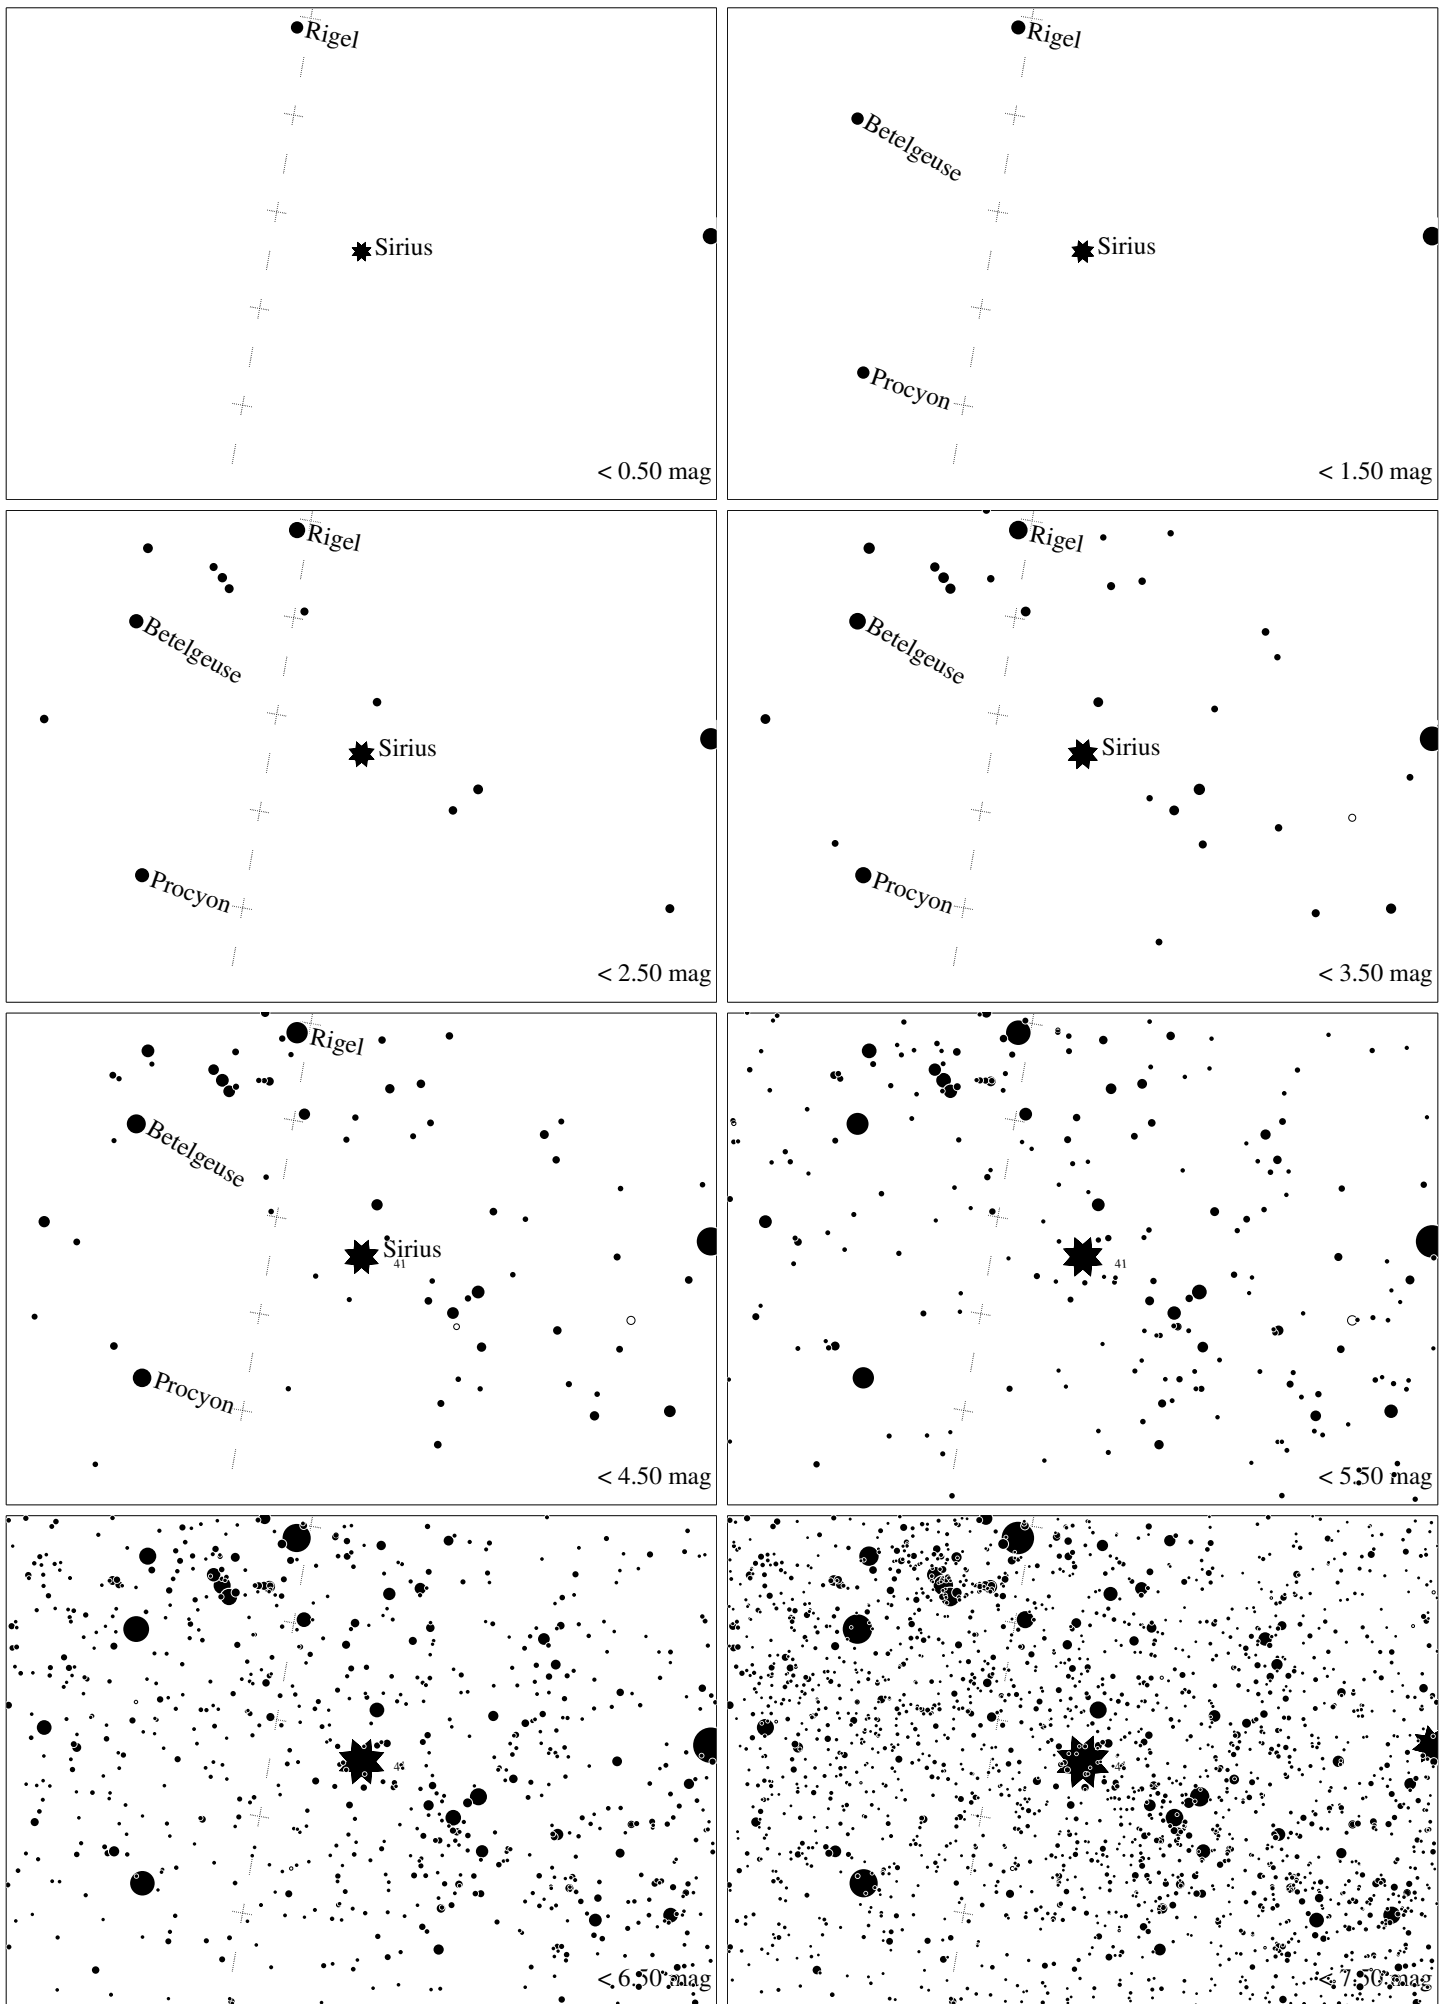 Rigel
Sirius
< 0.50 mag
Rigel
Betelgeuse
Sirius
Procyon
< 1.50 mag
Rigel
Betelgeuse
Sirius
Procyon
< 2.50 mag
Rigel
Betelgeuse
Sirius
Procyon
< 3.50 mag
Rigel
Betelgeuse
Sirius
41
Procyon
< 4.50 mag
41
< 5.50 mag
41
< 6.50 mag
41
< 7.50 mag